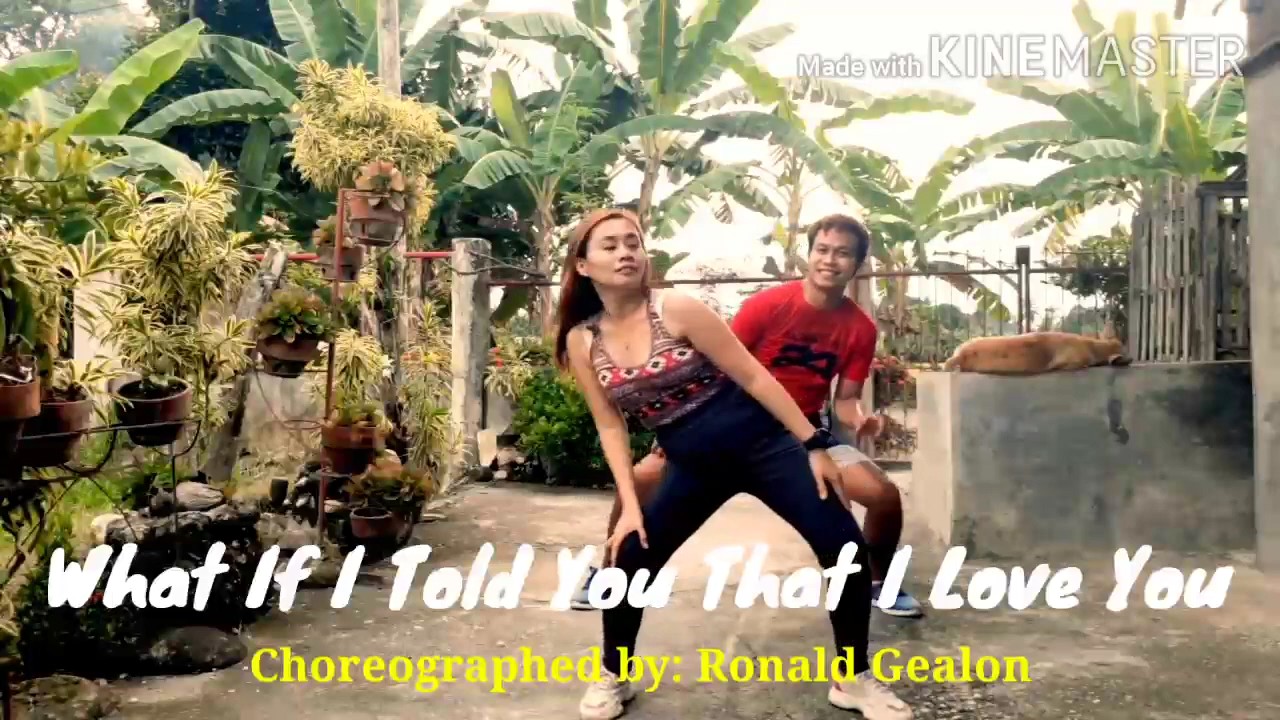 Made with KINEMASTER
What If I Told You That I Love You
Choreographed by: Ronald Gealon